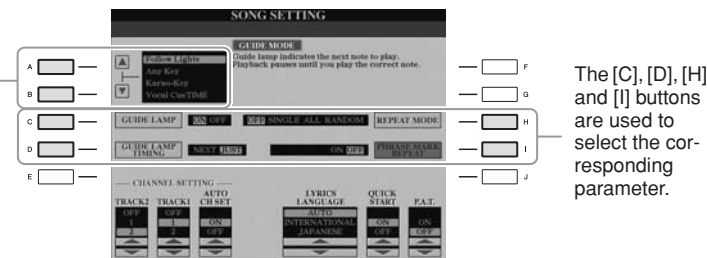 SONG SETTING
GUIDE MODE
Follow Lights
Any Key
Karao-Key
Vocal CueTIME
Guide lamp indicates the next note to play.
Playback pauses until you play the correct note.
A
B
C
D
E
F
G
H
I
J
GUIDE LAMP
ON OFF
OFF SINGLE ALL RANDOM
REPEAT MODE
GUIDE LAMP
TIMING
NEXT JUST
ON OFF
PHRASE MARK
REPEAT
CHANNEL SETTING
TRACK2
OFF
1
2
TRACK1
OFF
1
2
AUTO
CH SET
ON
OFF
LYRICS
LANGUAGE
AUTO
INTERNATIONAL
JAPANESE
QUICK
START
ON
OFF
P.A.T.
ON
OFF
The [C], [D], [H]
and [I] buttons
are used to
select the cor-
responding
parameter.